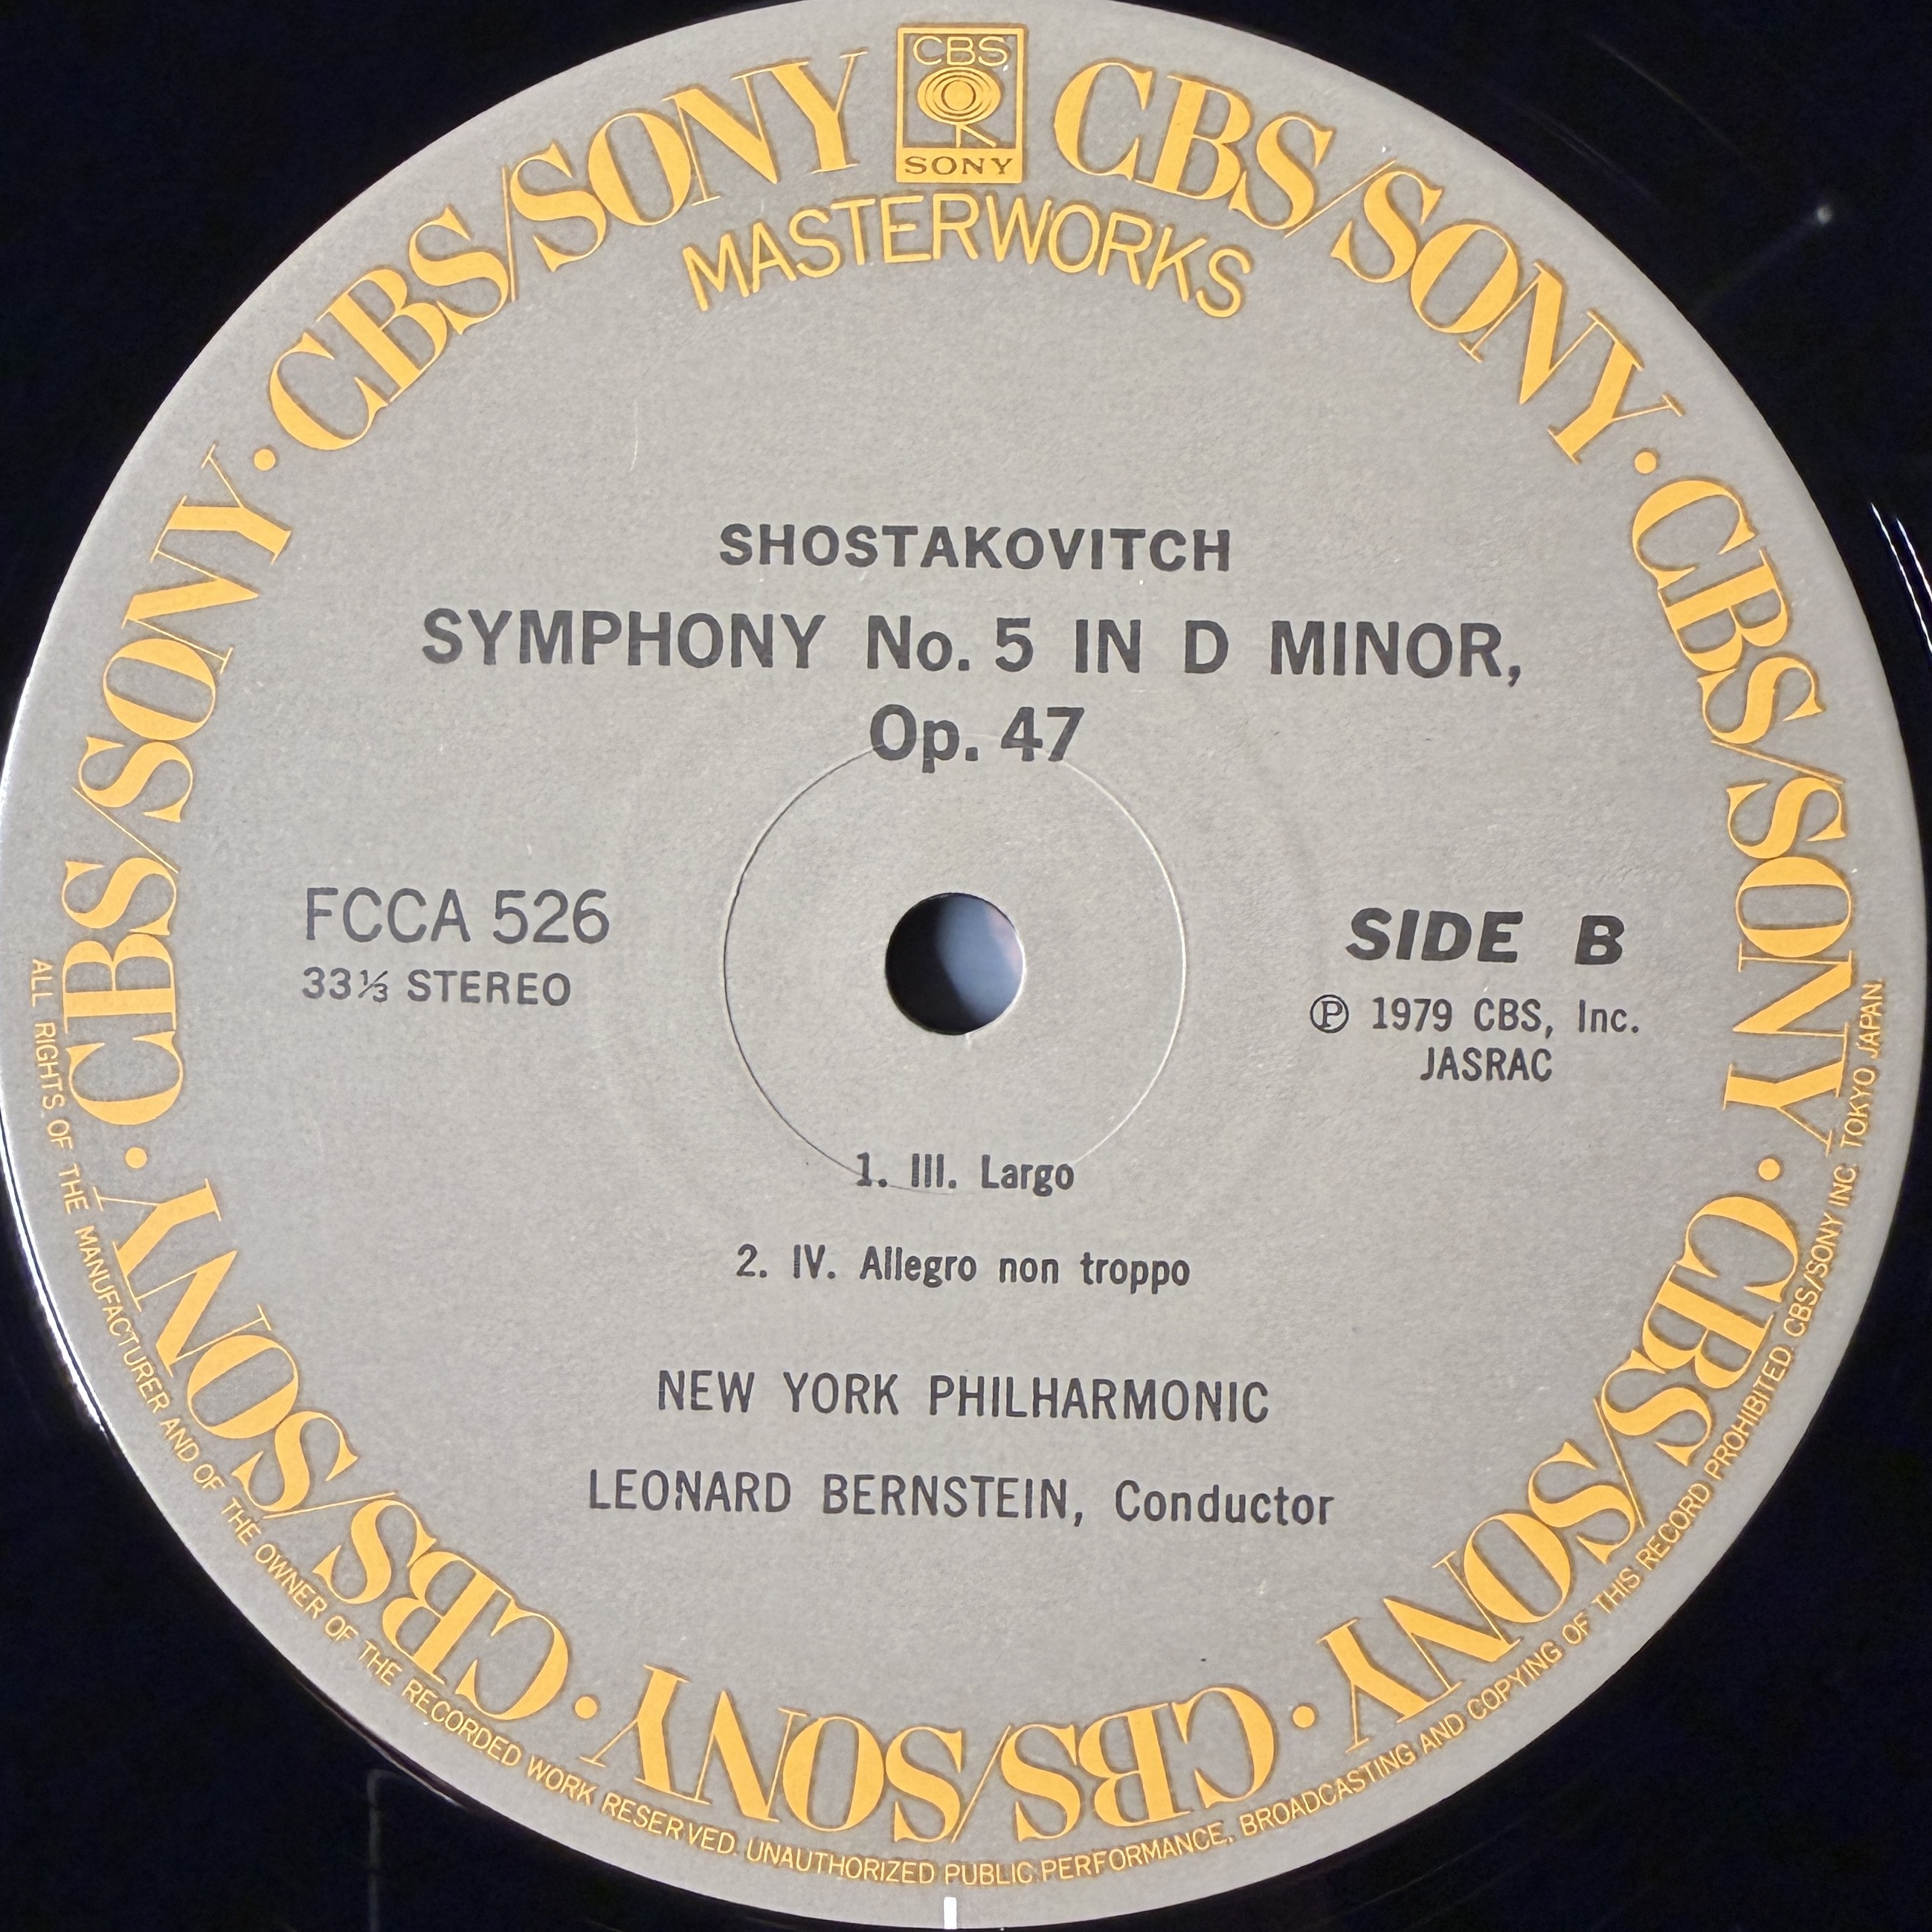 CBS
SONY
CBS/SONY · CBS/SONY · CBS/SONY · CBS/SONY · CBS/SONY · CBS/SONY · CBS/SONY
MASTERWORKS
SHOSTAKOVITCH
SYMPHONY No. 5 IN D MINOR,
Op. 47
FCCA 526
33⅓ STEREO
SIDE B
Ⓟ 1979 CBS, Inc.
JASRAC
1. III. Largo
2. IV. Allegro non troppo
NEW YORK PHILHARMONIC
LEONARD BERNSTEIN, Conductor
ALL RIGHTS OF THE MANUFACTURER AND OF THE OWNER OF THE RECORDED WORK RESERVED. UNAUTHORIZED PUBLIC PERFORMANCE, BROADCASTING AND COPYING OF THIS RECORD PROHIBITED. CBS/SONY INC. TOKYO JAPAN.